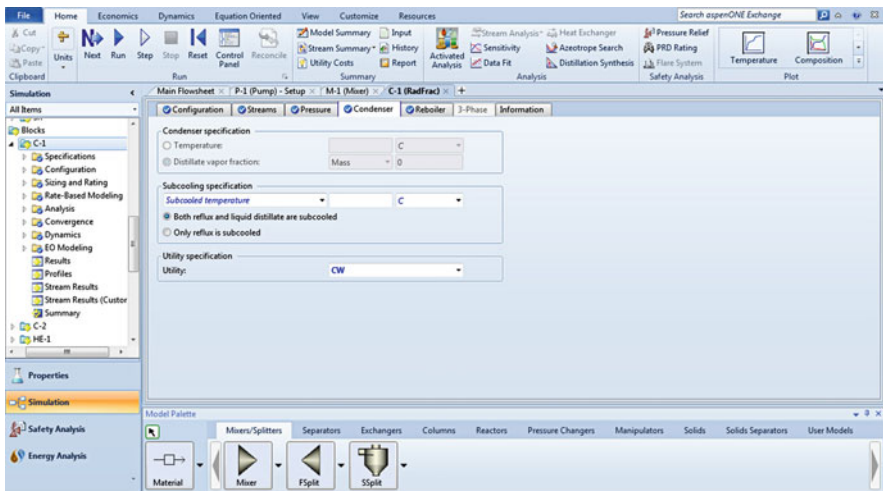 File Home Economics Dynamics Equation Oriented View Customize Resources Search aspenONE Exchange
Cut
Copy
Paste
Units
Next Run Step Stop Reset Control Panel Reconcile
Model Summary Input
Stream Summary History
Utility Costs Report
Activated Analysis
Stream Analysis Heat Exchanger
Sensitivity Azeotrope Search
Data Fit Distillation Synthesis
Pressure Relief
PRD Rating
Flare System
Temperature Composition
Clipboard Run Summary Analysis Safety Analysis Plot
Simulation
Main Flowsheet × P-1 (Pump) - Setup × M-1 (Mixer) × C-1 (RadFrac) × +
All Items
Configuration Streams Pressure Condenser Reboiler 3-Phase Information
Blocks
C-1
Specifications
Configuration
Sizing and Rating
Rate-Based Modeling
Analysis
Convergence
Dynamics
EO Modeling
Results
Profiles
Stream Results
Stream Results (Custor
Summary
C-2
HE-1
Condenser specification
Temperature: C
Distillate vapor fraction: Mass 0
Subcooling specification
Subcooled temperature C
Both reflux and liquid distillate are subcooled
Only reflux is subcooled
Utility specification
Utility: CW
Properties
Simulation
Safety Analysis
Energy Analysis
Model Palette
Mixers/Splitters Separators Exchangers Columns Reactors Pressure Changers Manipulators Solids Solids Separators User Models
Material Mixer FSplit SSplit